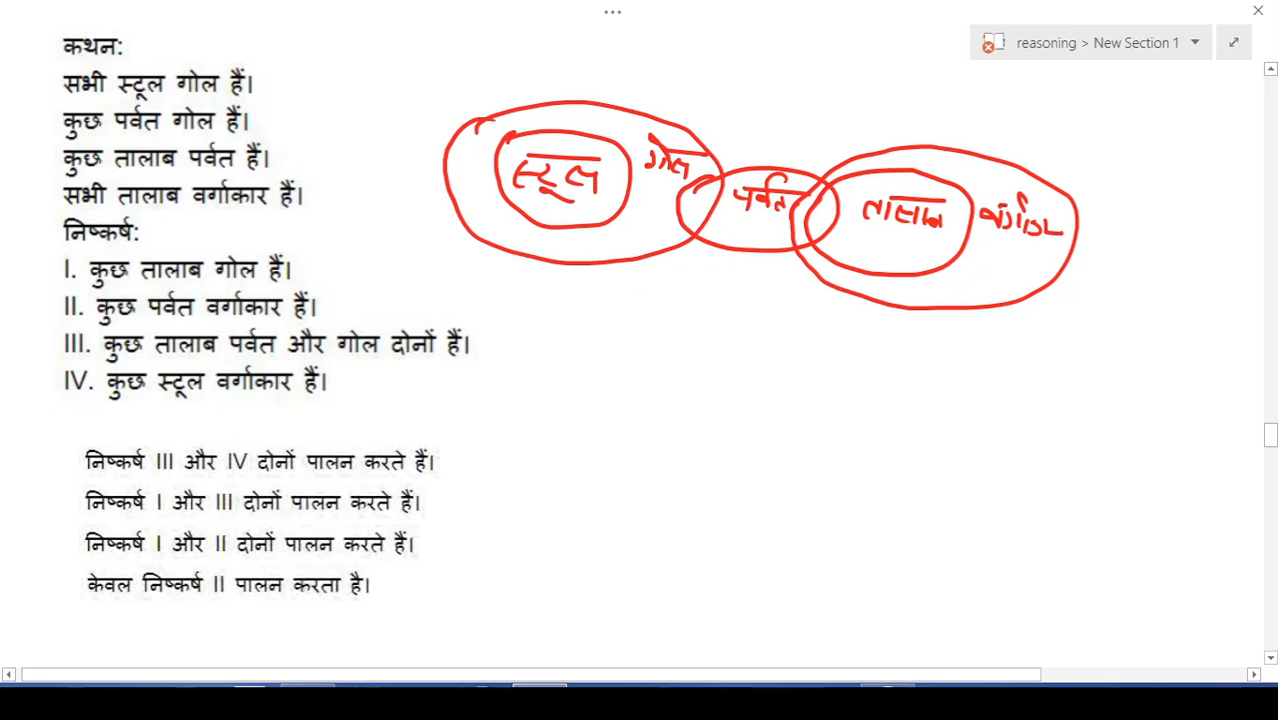 reasoning > New Section 1
कथन:
सभी स्टूल गोल हैं।
कुछ पर्वत गोल हैं।
कुछ तालाब पर्वत हैं।
सभी तालाब वर्गाकार हैं।
निष्कर्ष:
I. कुछ तालाब गोल हैं।
II. कुछ पर्वत वर्गाकार हैं।
III. कुछ तालाब पर्वत और गोल दोनों हैं।
IV. कुछ स्टूल वर्गाकार हैं।
स्टूल गोल पर्वत तालाब
निष्कर्ष III और IV दोनों पालन करते हैं।
निष्कर्ष I और III दोनों पालन करते हैं।
निष्कर्ष I और II दोनों पालन करते हैं।
केवल निष्कर्ष II पालन करता है।